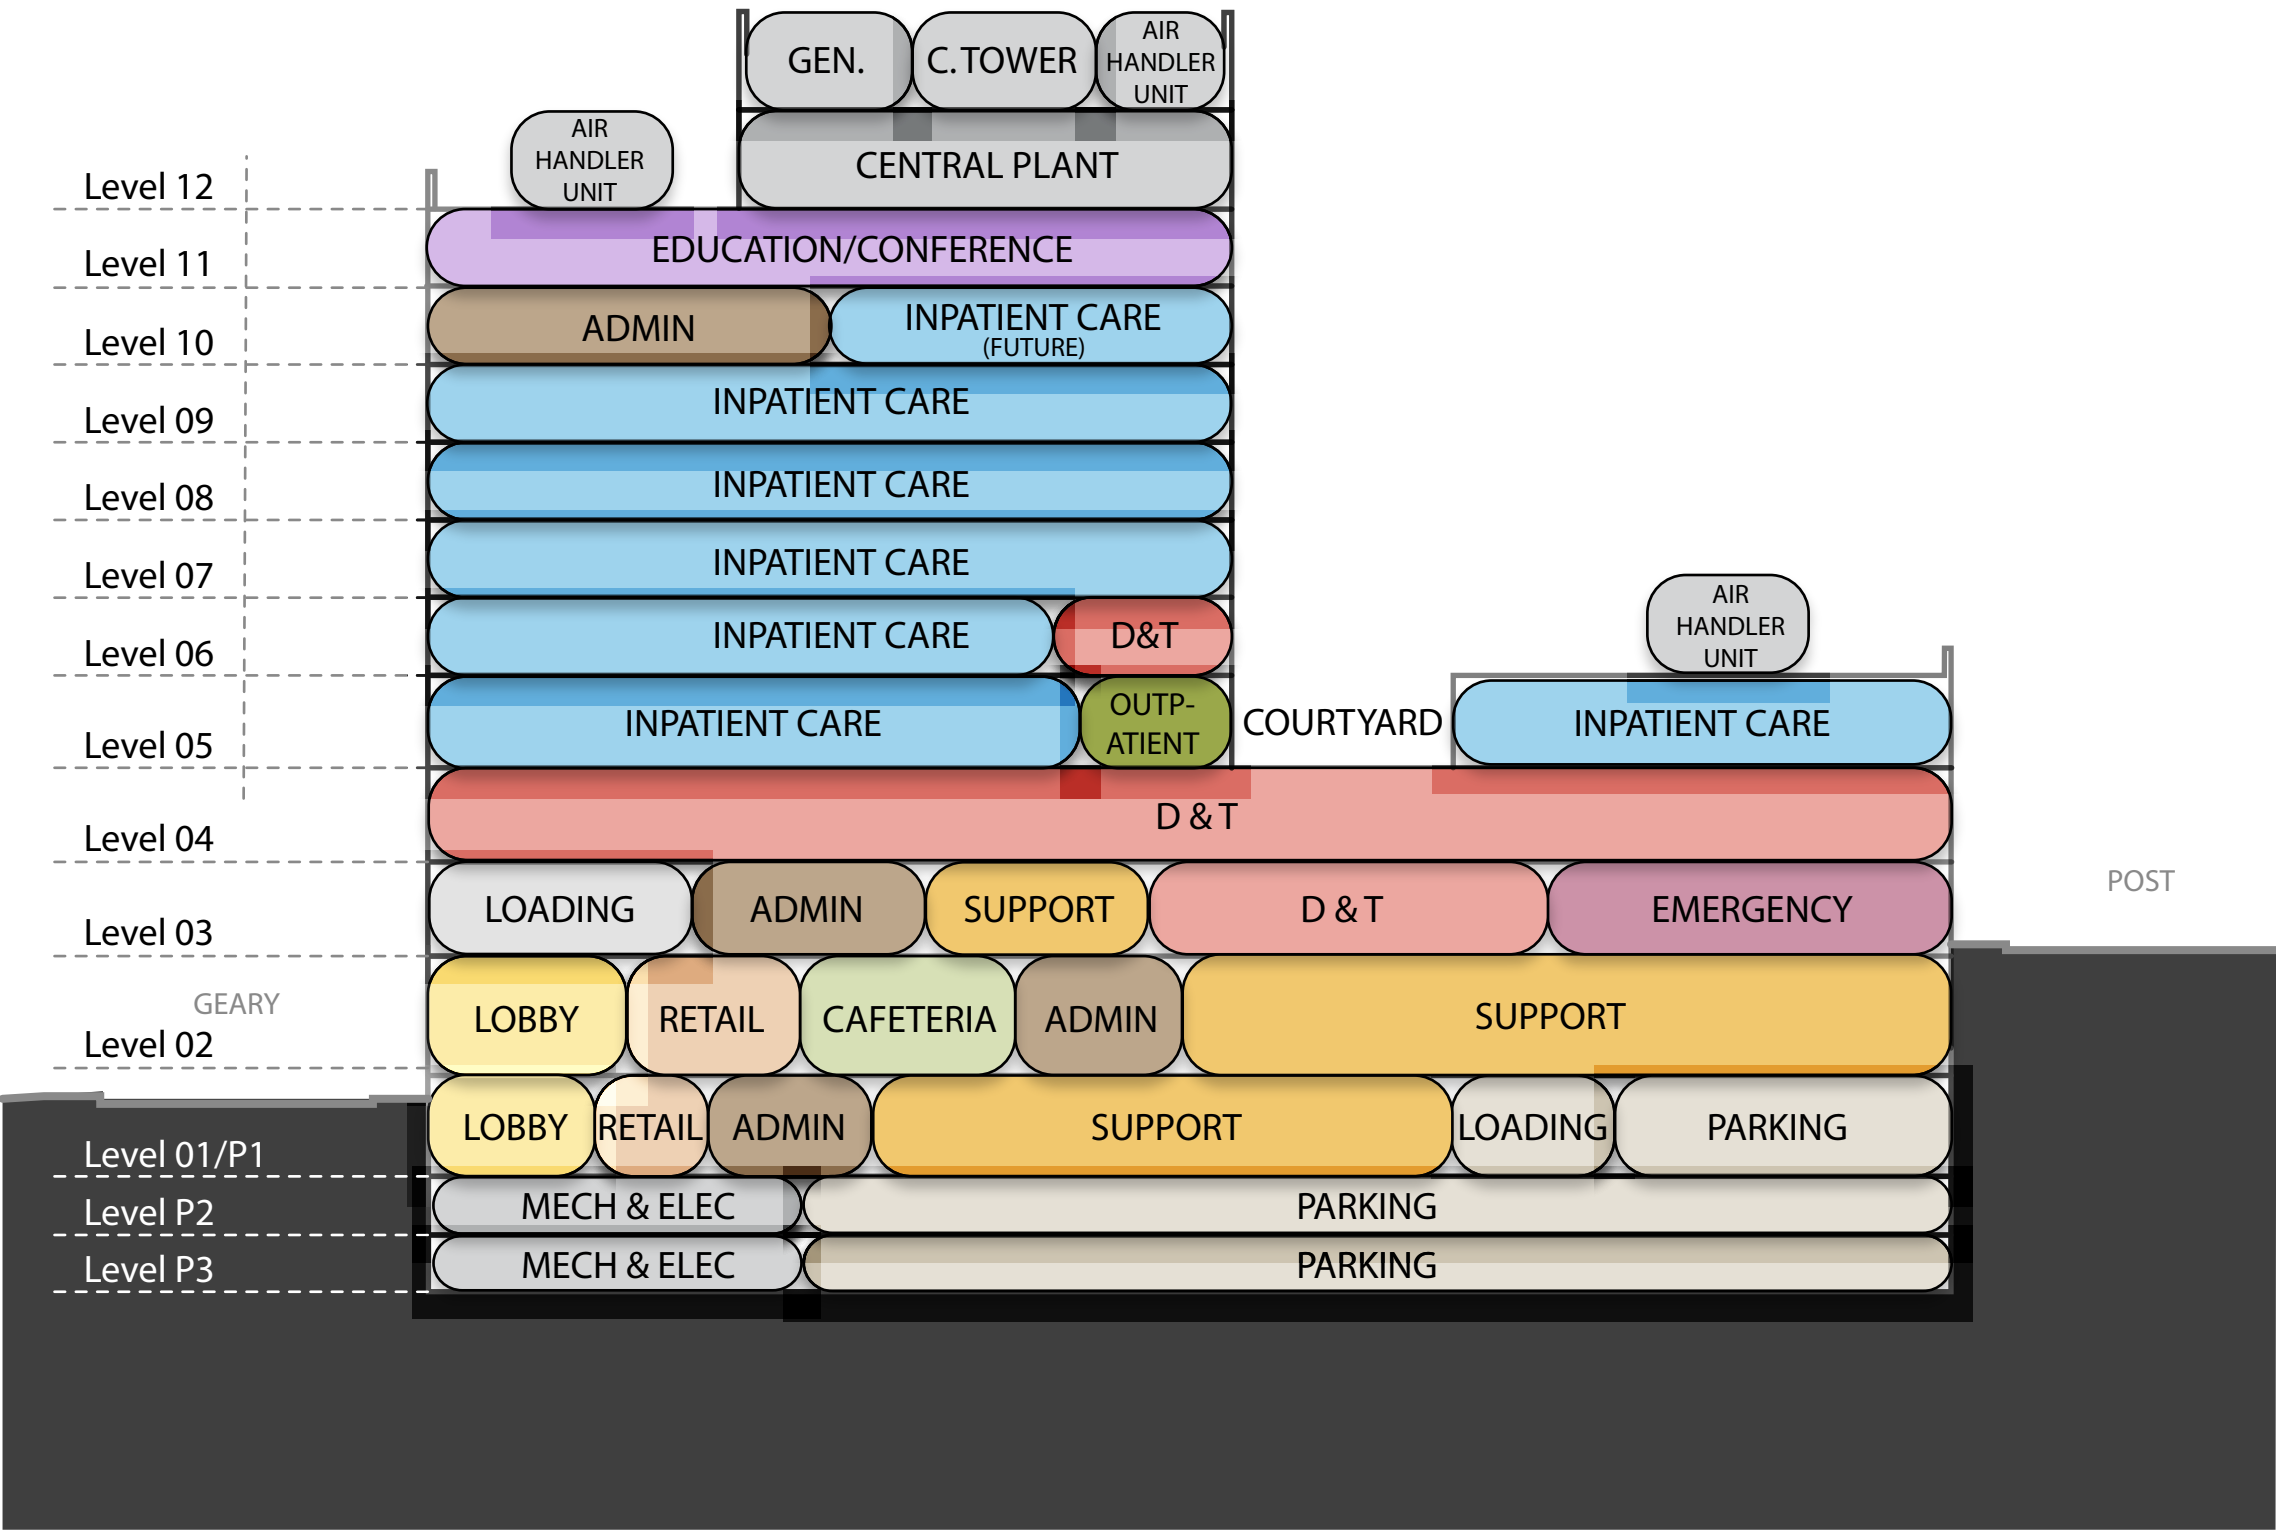 GEN.
C. TOWER
AIR
HANDLER
UNIT
AIR
HANDLER
UNIT
CENTRAL PLANT
Level 12
EDUCATION/CONFERENCE
Level 11
ADMIN
INPATIENT CARE
(FUTURE)
Level 10
INPATIENT CARE
Level 09
INPATIENT CARE
Level 08
INPATIENT CARE
Level 07
INPATIENT CARE
D&T
Level 06
AIR
HANDLER
UNIT
INPATIENT CARE
OUTP-
ATIENT
COURTYARD
INPATIENT CARE
Level 05
D & T
Level 04
LOADING
ADMIN
SUPPORT
D & T
EMERGENCY
POST
Level 03
GEARY
LOBBY
RETAIL
CAFETERIA
ADMIN
SUPPORT
Level 02
LOBBY
RETAIL
ADMIN
SUPPORT
LOADING
PARKING
Level 01/P1
MECH & ELEC
PARKING
Level P2
MECH & ELEC
PARKING
Level P3